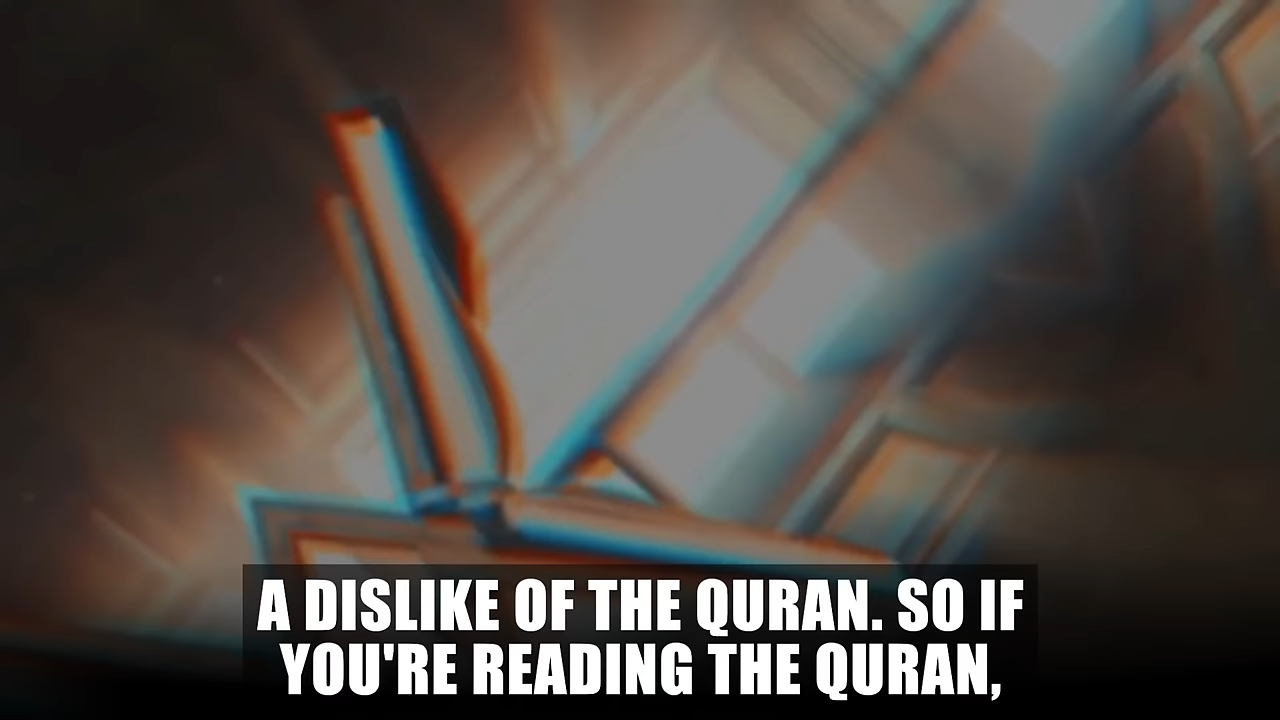 A DISLIKE OF THE QURAN. SO IF
YOU'RE READING THE QURAN,